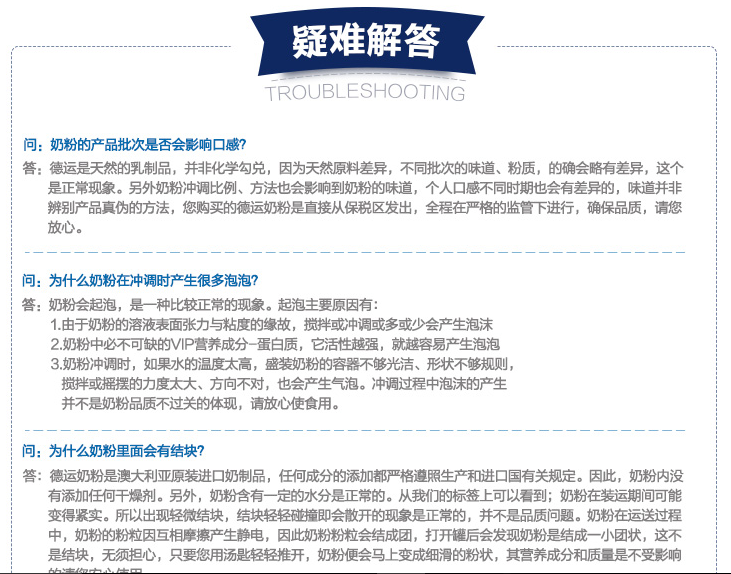 疑难解答
TROUBLESHOOTING
问：奶粉的产品批次是否会影响口感？
答：德运是天然的乳制品，并非化学勾兑，因为天然原料差异，不同批次的味道、粉质，的确会略有差异，这个
是正常现象。另外奶粉冲调比例、方法也会影响到奶粉的味道，个人口感不同时期也会有差异的，味道并非
辨别产品真伪的方法，您购买的德运奶粉是直接从保税区发出，全程在严格的监管下进行，确保品质，请您
放心。
问：为什么奶粉在冲调时产生很多泡泡？
答：奶粉会起泡，是一种比较正常的现象。起泡主要原因有：
1.由于奶粉的溶液表面张力与粘度的缘故，搅拌或冲调或多或少会产生泡沫
2.奶粉中必不可缺的VIP营养成分-蛋白质，它活性越强，就越容易产生泡泡
3.奶粉冲调时，如果水的温度太高，盛装奶粉的容器不够光洁、形状不够规则，
搅拌或摇摆的力度太大、方向不对，也会产生气泡。冲调过程中泡沫的产生
并不是奶粉品质不过关的体现，请放心使食用。
问：为什么奶粉里面会有结块？
答：德运奶粉是澳大利亚原装进口奶制品，任何成分的添加都严格遵照生产和进口国有关规定。因此，奶粉内没
有添加任何干燥剂。另外，奶粉含有一定的水分是正常的。从我们的标签上可以看到；奶粉在装运期间可能
变得紧实。所以出现轻微结块，结块轻轻碰撞即会散开的现象是正常的，并不是品质问题。奶粉在运送过程
中，奶粉的粉粒因互相摩擦产生静电，因此奶粉粉粒会结成团，打开罐后会发现奶粉是结成一小团状，这不
是结块，无须担心，只要您用汤匙轻轻推开，奶粉便会马上变成细滑的粉状，其营养成分和质量是不受影响